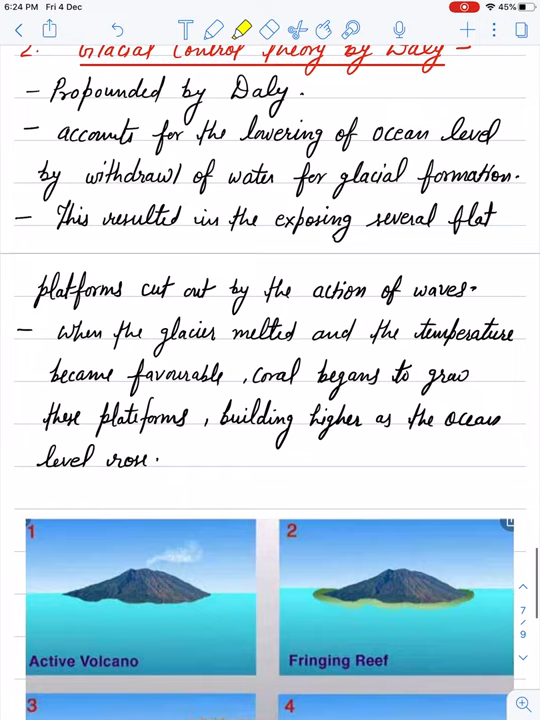 6:24 PM Fri 4 Dec
45%
2. Glacial Control Theory by Daly -
- Propounded by Daly.
- accounts for the lowering of ocean level
by withdrawl of water for glacial formation.
- This resulted in the exposing several flat
platforms cut out by the action of waves.
- when the glacier melted and the temperature
became favourable, coral begans to grow
these plateforms, building higher as the ocean
level rose.
1
2
Active Volcano
Fringing Reef
3
4
7
/
9